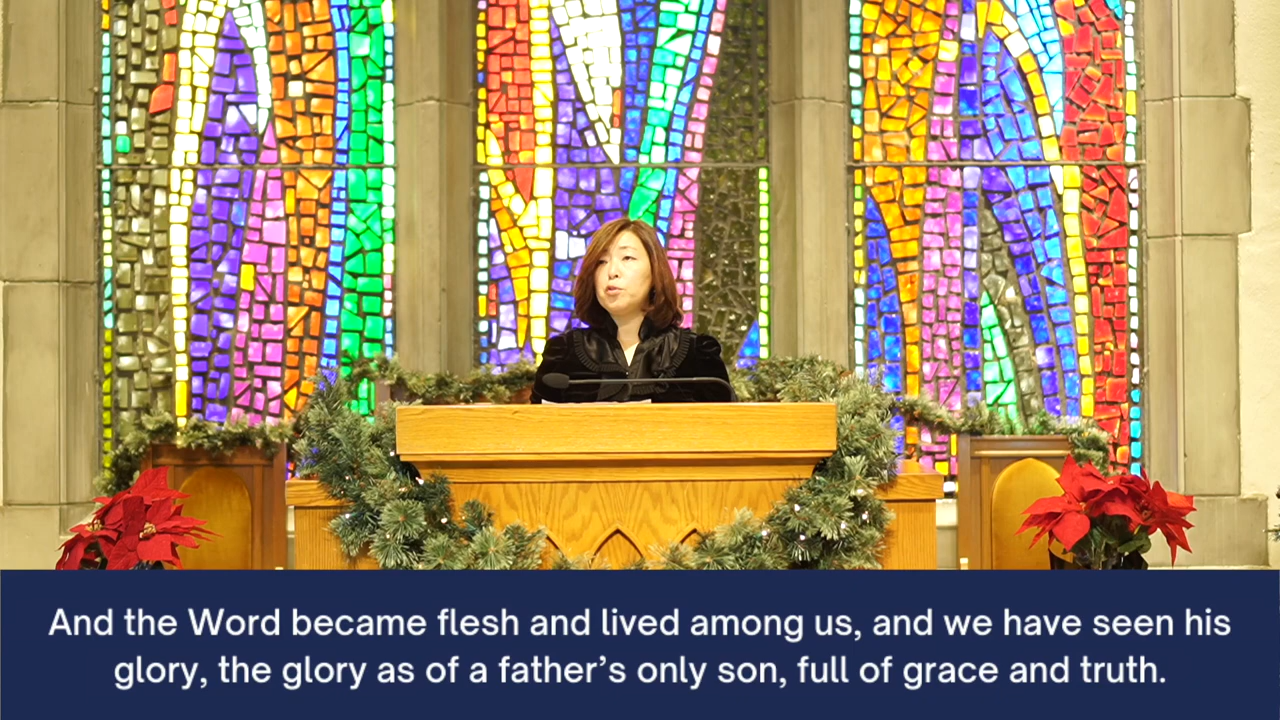 And the Word became flesh and lived among us, and we have seen his
glory, the glory as of a father’s only son, full of grace and truth.